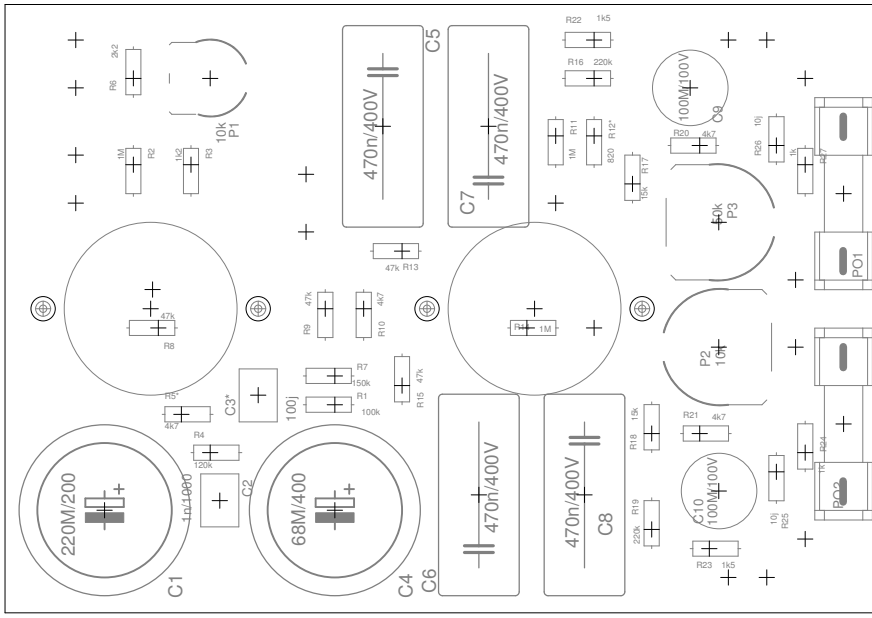 R22 1k5
R16 220k
C5
470n/400V
470n/400V
C7
2k2
R6
10k
P1
100M/100V
C9
R11
1M
R12*
820
R17
15k
R20 4k7
10j
R26
1k
R27
1M
R2
1k2
R3
50k
P3
PO1
47k R13
47k
R8
47k
R9
4k7
R10
R14 1M
P2
10k
R7
150k
R1
100k
47k
R15
C3*
100j
R5*
4k7
R4
120k
1n/1000
C2
220M/200
+
C1
68M/400
+
C4
C6
470n/400V
470n/400V
C8
15k
R18
R19
220k
R21 4k7
C10
100M/100V
10j
R25
R24
1k
PO2
R23 1k5